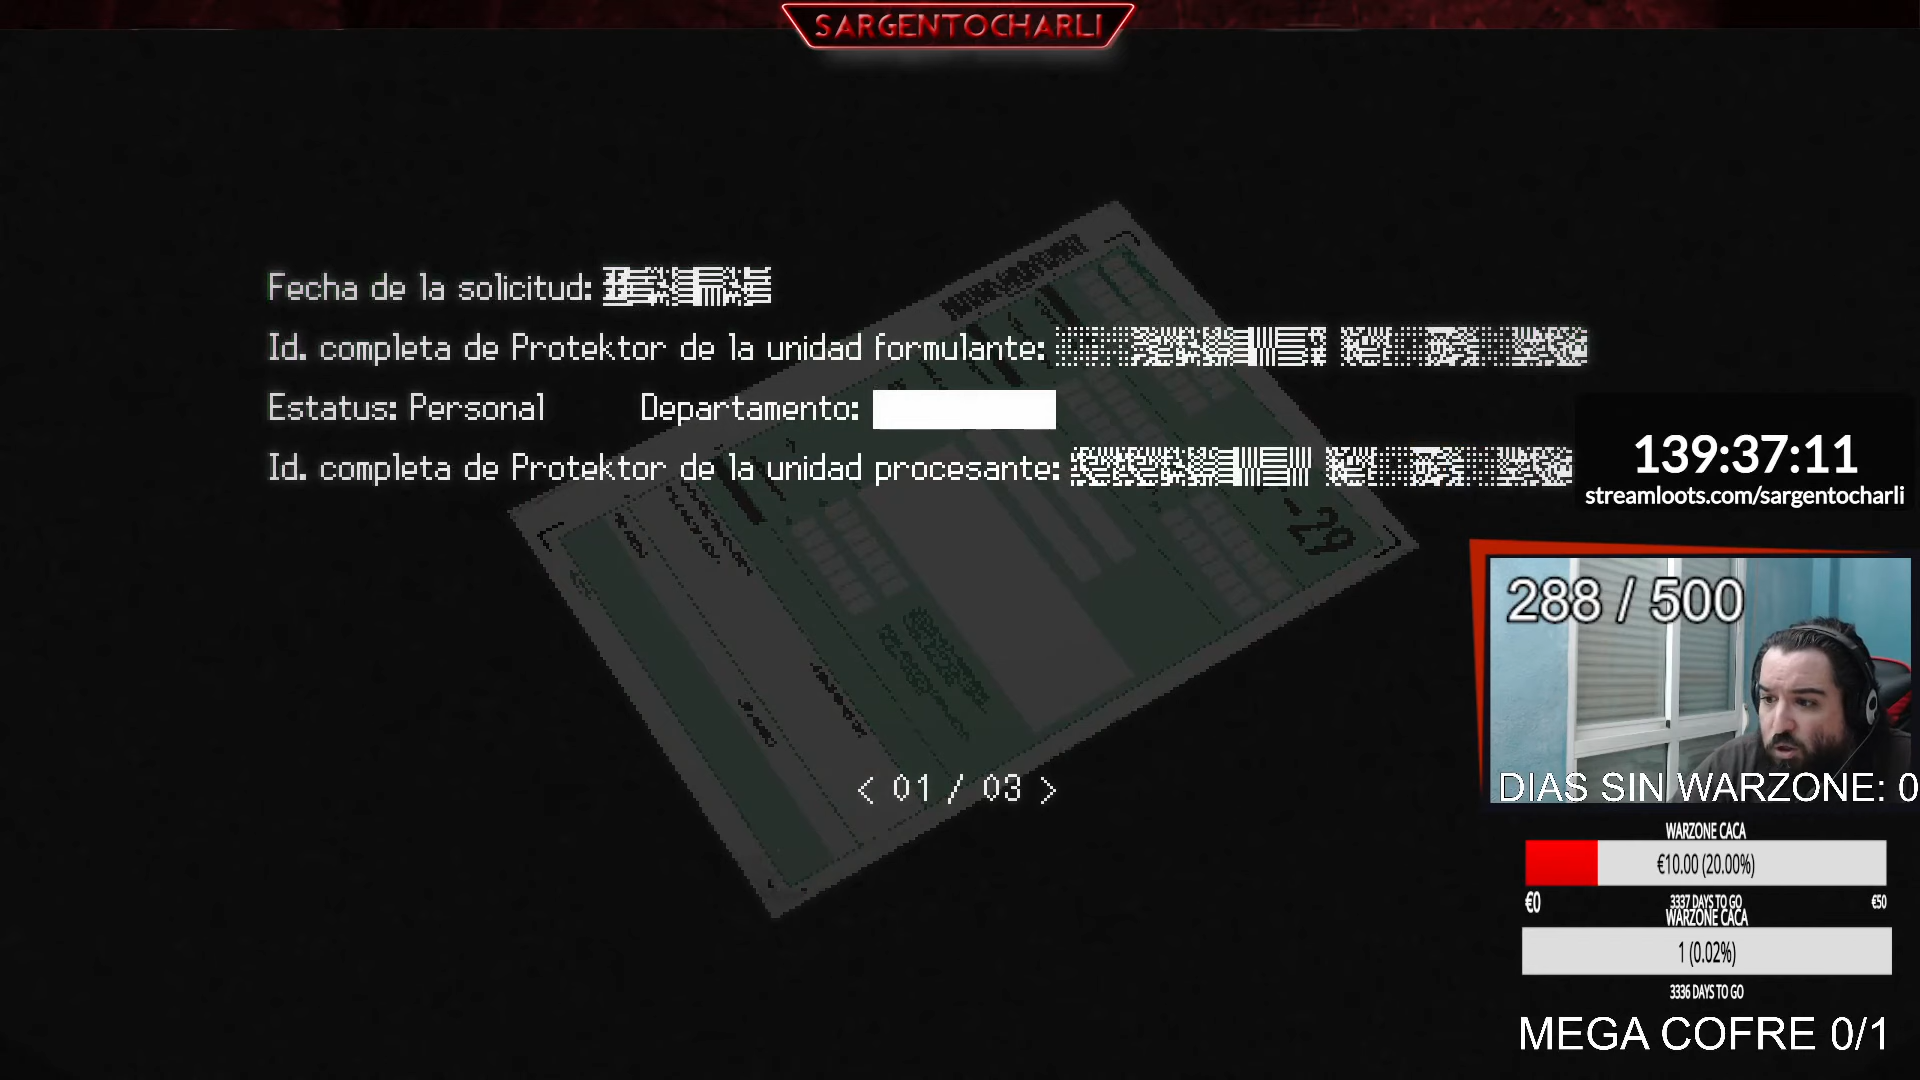 SARGENTOCHARLI
Fecha de la solicitud:
Id. completa de Protektor de la unidad formulante:
Estatus: Personal Departamento:
Id. completa de Protektor de la unidad procesante:
-29
< 01 / 03 >
139:37:11
streamloots.com/sargentocharli
288 / 500
DIAS SIN WARZONE: 0
WARZONE CACA
€10.00 (20.00%)
€0 3337 DAYS TO GO €50
WARZONE CACA
1 (0.02%)
3336 DAYS TO GO
MEGA COFRE 0/1